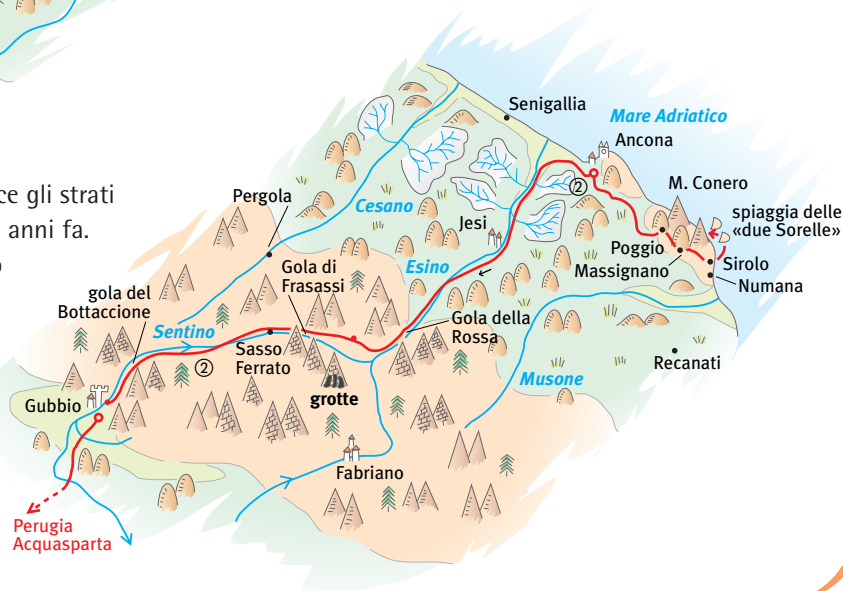 ce gli strati
anni fa.
Senigallia
Mare Adriatico
Ancona
②
M. Conero
spiaggia delle
«due Sorelle»
Pergola
Cesano
Jesi
Poggio
Massignano
Sirolo
Numana
Esino
Gola di
Frasassi
gola del
Bottaccione
Sentino
Gola della
Rossa
Sasso
Ferrato
②
Recanati
Musone
grotte
Gubbio
Fabriano
Perugia
Acquasparta